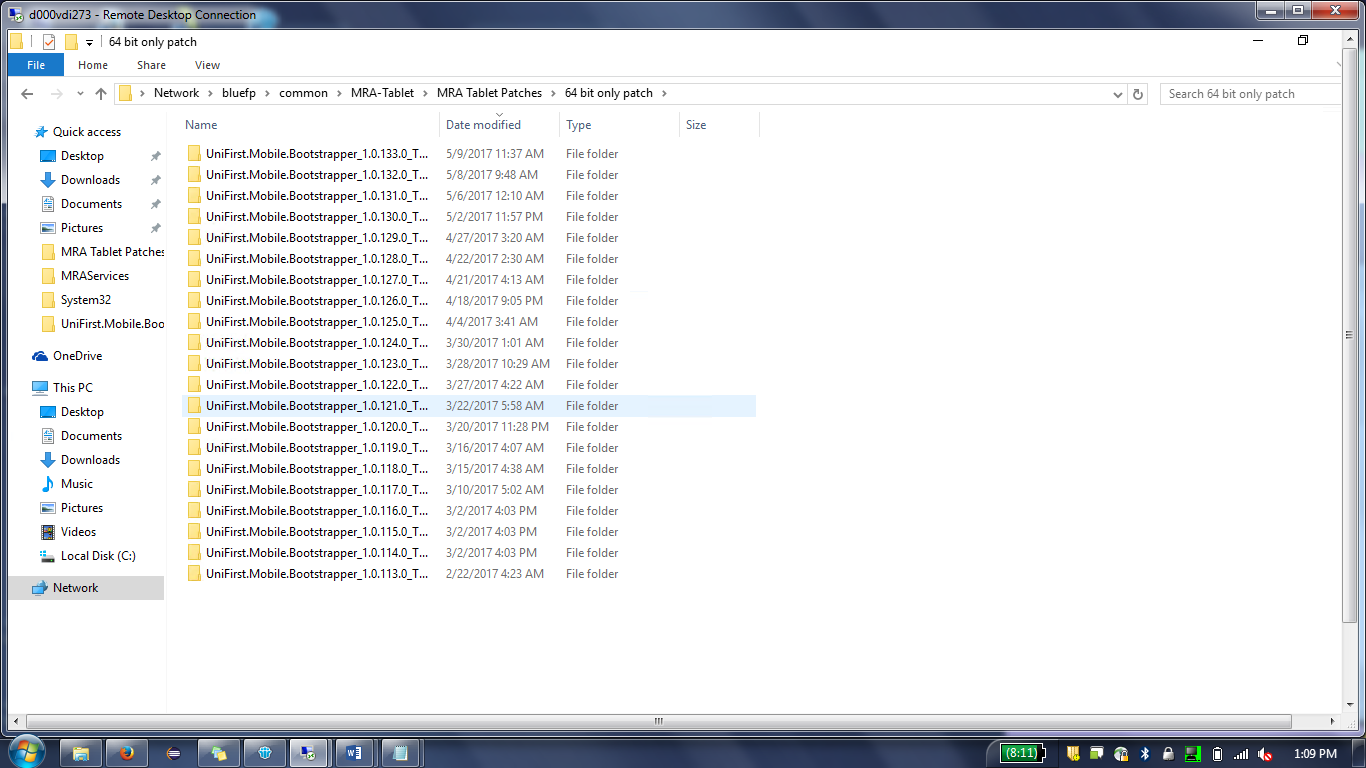 d000vdi273 - Remote Desktop Connection
64 bit only patch
File Home Share View
Network bluefp common MRA-Tablet MRA Tablet Patches 64 bit only patch Search 64 bit only patch
Name Date modified Type Size
Quick access
Desktop
Downloads
Documents
Pictures
MRA Tablet Patches
MRAServices
System32
UniFirst.Mobile.Boo
OneDrive
This PC
Desktop
Documents
Downloads
Music
Pictures
Videos
Local Disk (C:)
Network
UniFirst.Mobile.Bootstrapper_1.0.133.0_T... 5/9/2017 11:37 AM File folder
UniFirst.Mobile.Bootstrapper_1.0.132.0_T... 5/8/2017 9:48 AM File folder
UniFirst.Mobile.Bootstrapper_1.0.131.0_T... 5/6/2017 12:10 AM File folder
UniFirst.Mobile.Bootstrapper_1.0.130.0_T... 5/2/2017 11:57 PM File folder
UniFirst.Mobile.Bootstrapper_1.0.129.0_T... 4/27/2017 3:20 AM File folder
UniFirst.Mobile.Bootstrapper_1.0.128.0_T... 4/22/2017 2:30 AM File folder
UniFirst.Mobile.Bootstrapper_1.0.127.0_T... 4/21/2017 4:13 AM File folder
UniFirst.Mobile.Bootstrapper_1.0.126.0_T... 4/18/2017 9:05 PM File folder
UniFirst.Mobile.Bootstrapper_1.0.125.0_T... 4/4/2017 3:41 AM File folder
UniFirst.Mobile.Bootstrapper_1.0.124.0_T... 3/30/2017 1:01 AM File folder
UniFirst.Mobile.Bootstrapper_1.0.123.0_T... 3/28/2017 10:29 AM File folder
UniFirst.Mobile.Bootstrapper_1.0.122.0_T... 3/27/2017 4:22 AM File folder
UniFirst.Mobile.Bootstrapper_1.0.121.0_T... 3/22/2017 5:58 AM File folder
UniFirst.Mobile.Bootstrapper_1.0.120.0_T... 3/20/2017 11:28 PM File folder
UniFirst.Mobile.Bootstrapper_1.0.119.0_T... 3/16/2017 4:07 AM File folder
UniFirst.Mobile.Bootstrapper_1.0.118.0_T... 3/15/2017 4:38 AM File folder
UniFirst.Mobile.Bootstrapper_1.0.117.0_T... 3/10/2017 5:02 AM File folder
UniFirst.Mobile.Bootstrapper_1.0.116.0_T... 3/2/2017 4:03 PM File folder
UniFirst.Mobile.Bootstrapper_1.0.115.0_T... 3/2/2017 4:03 PM File folder
UniFirst.Mobile.Bootstrapper_1.0.114.0_T... 3/2/2017 4:03 PM File folder
UniFirst.Mobile.Bootstrapper_1.0.113.0_T... 2/22/2017 4:23 AM File folder
(8:11) 1:09 PM